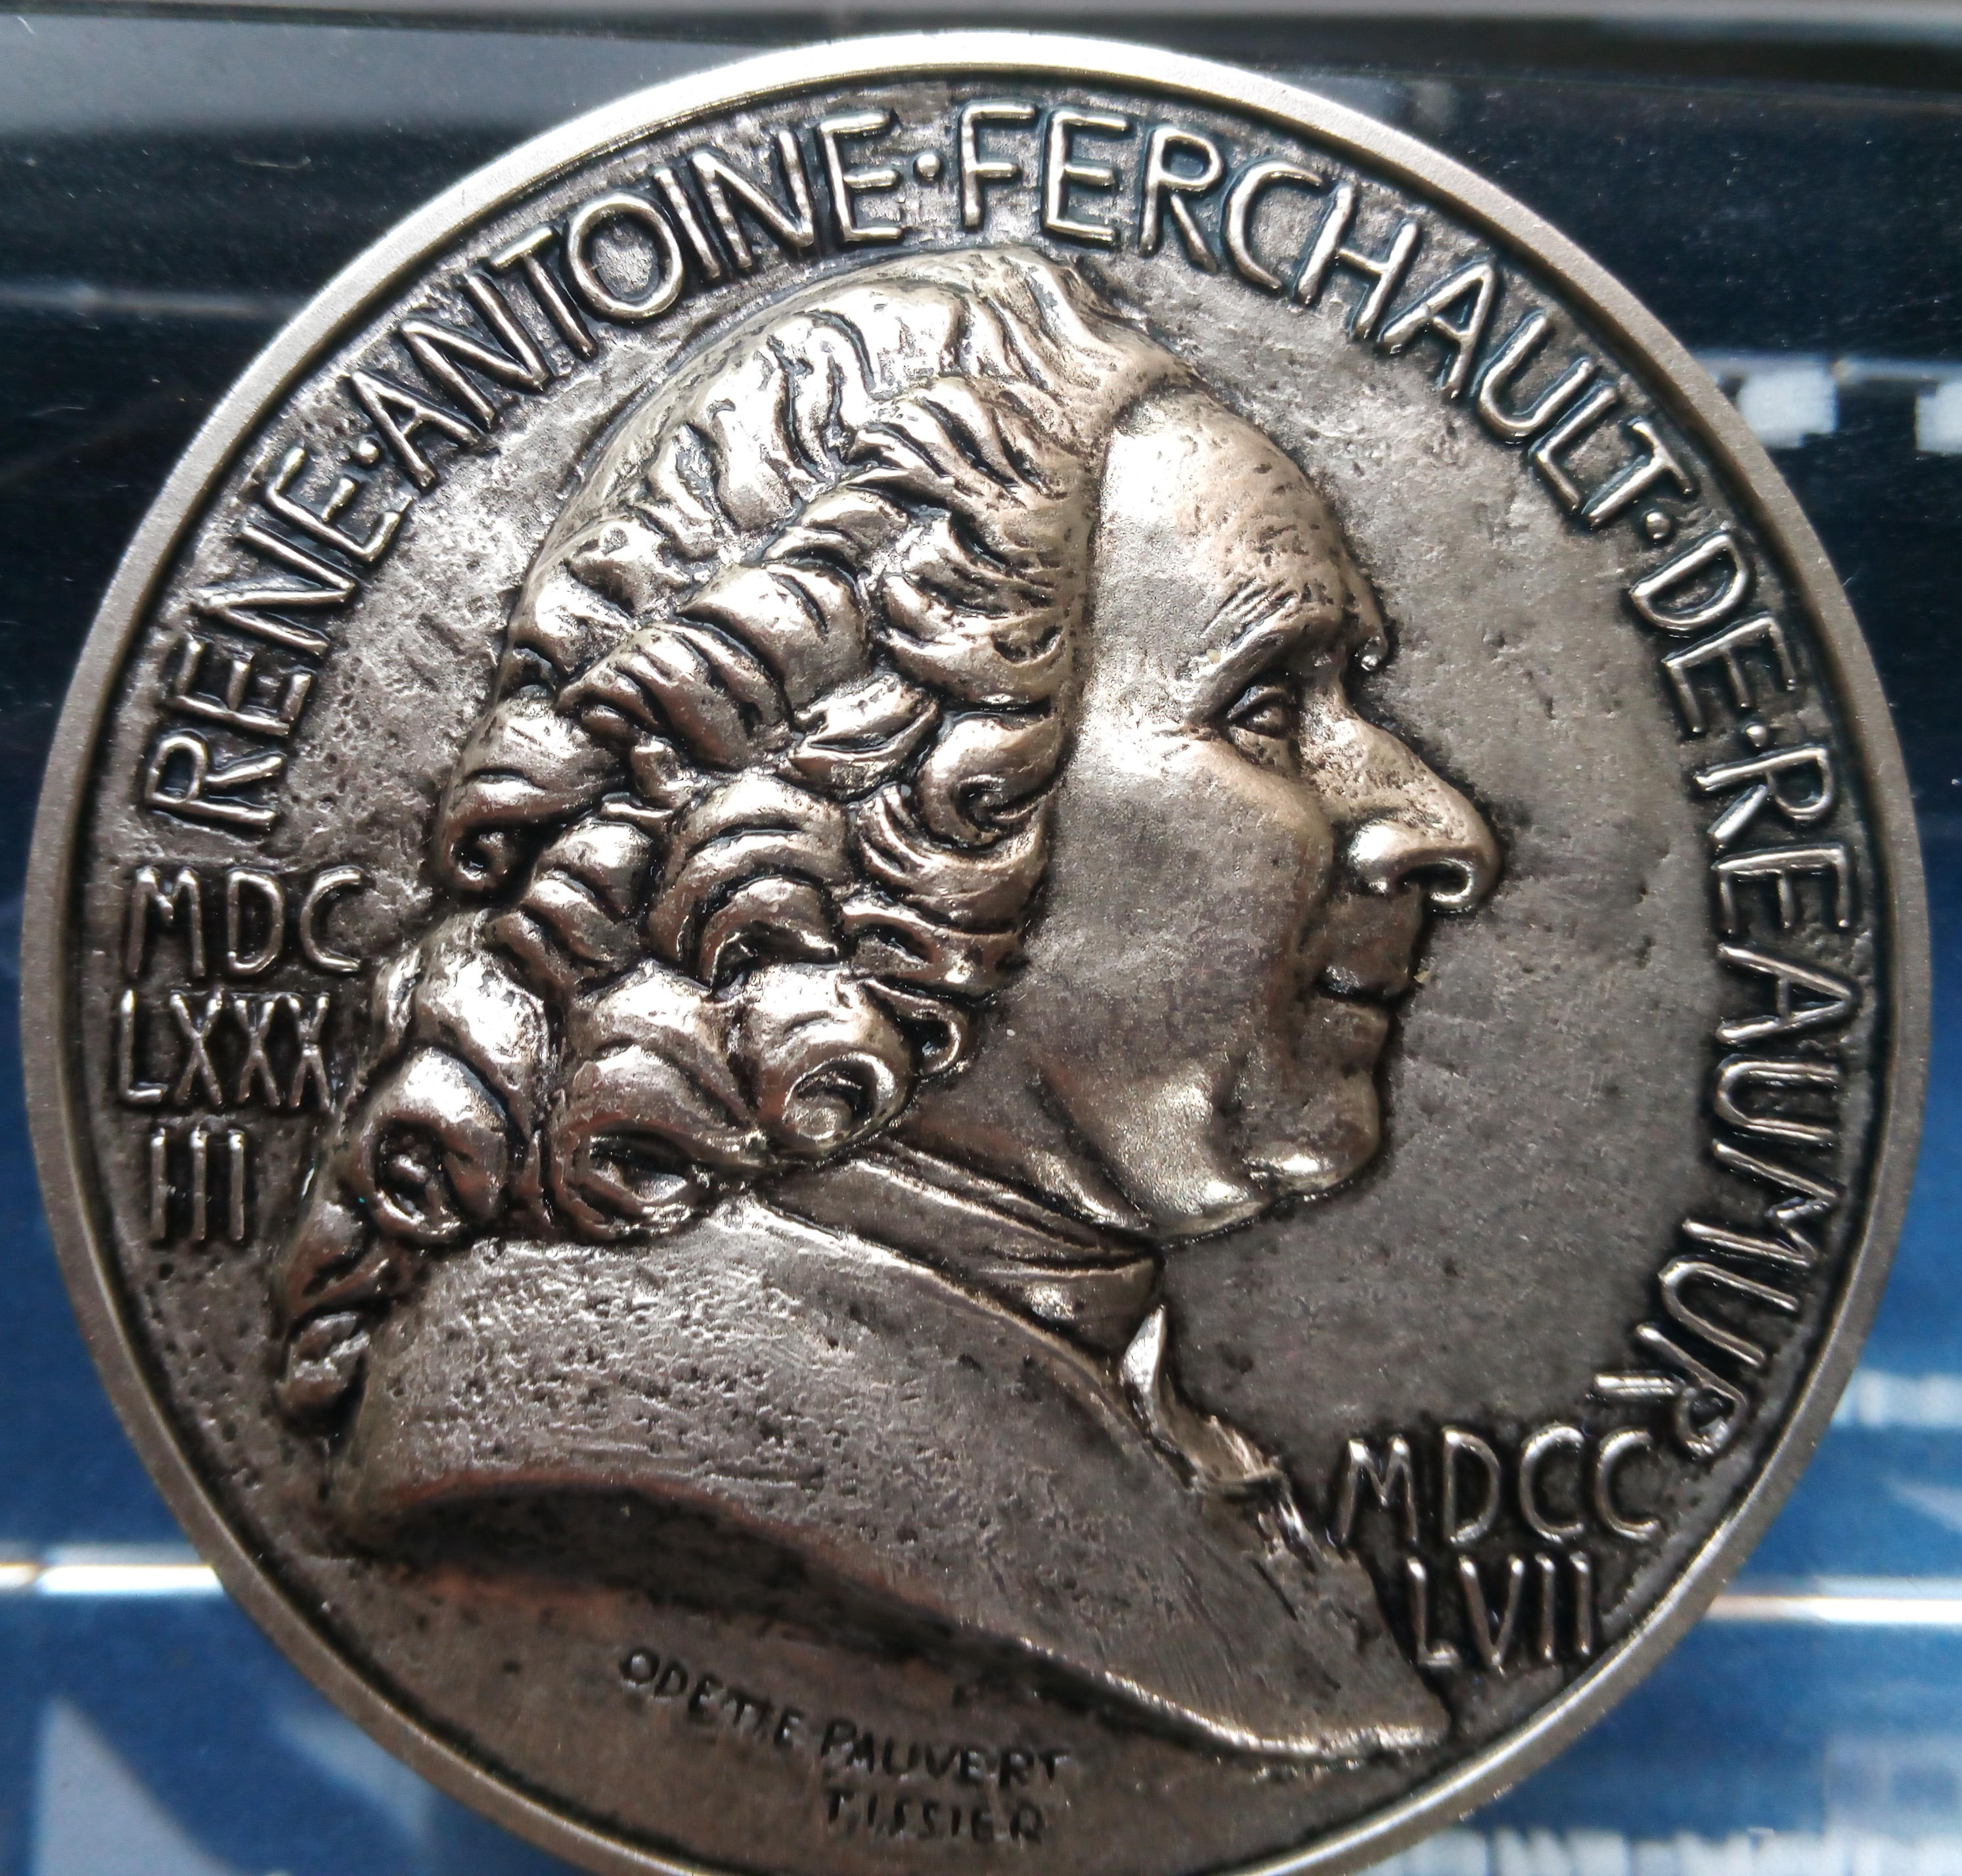 RENE·ANTOINE·FERCHAULT·DE·REAUMUR
MDC
LXXX
III
MDCC
LVII
ODETTE PAUVERT
TISSIER